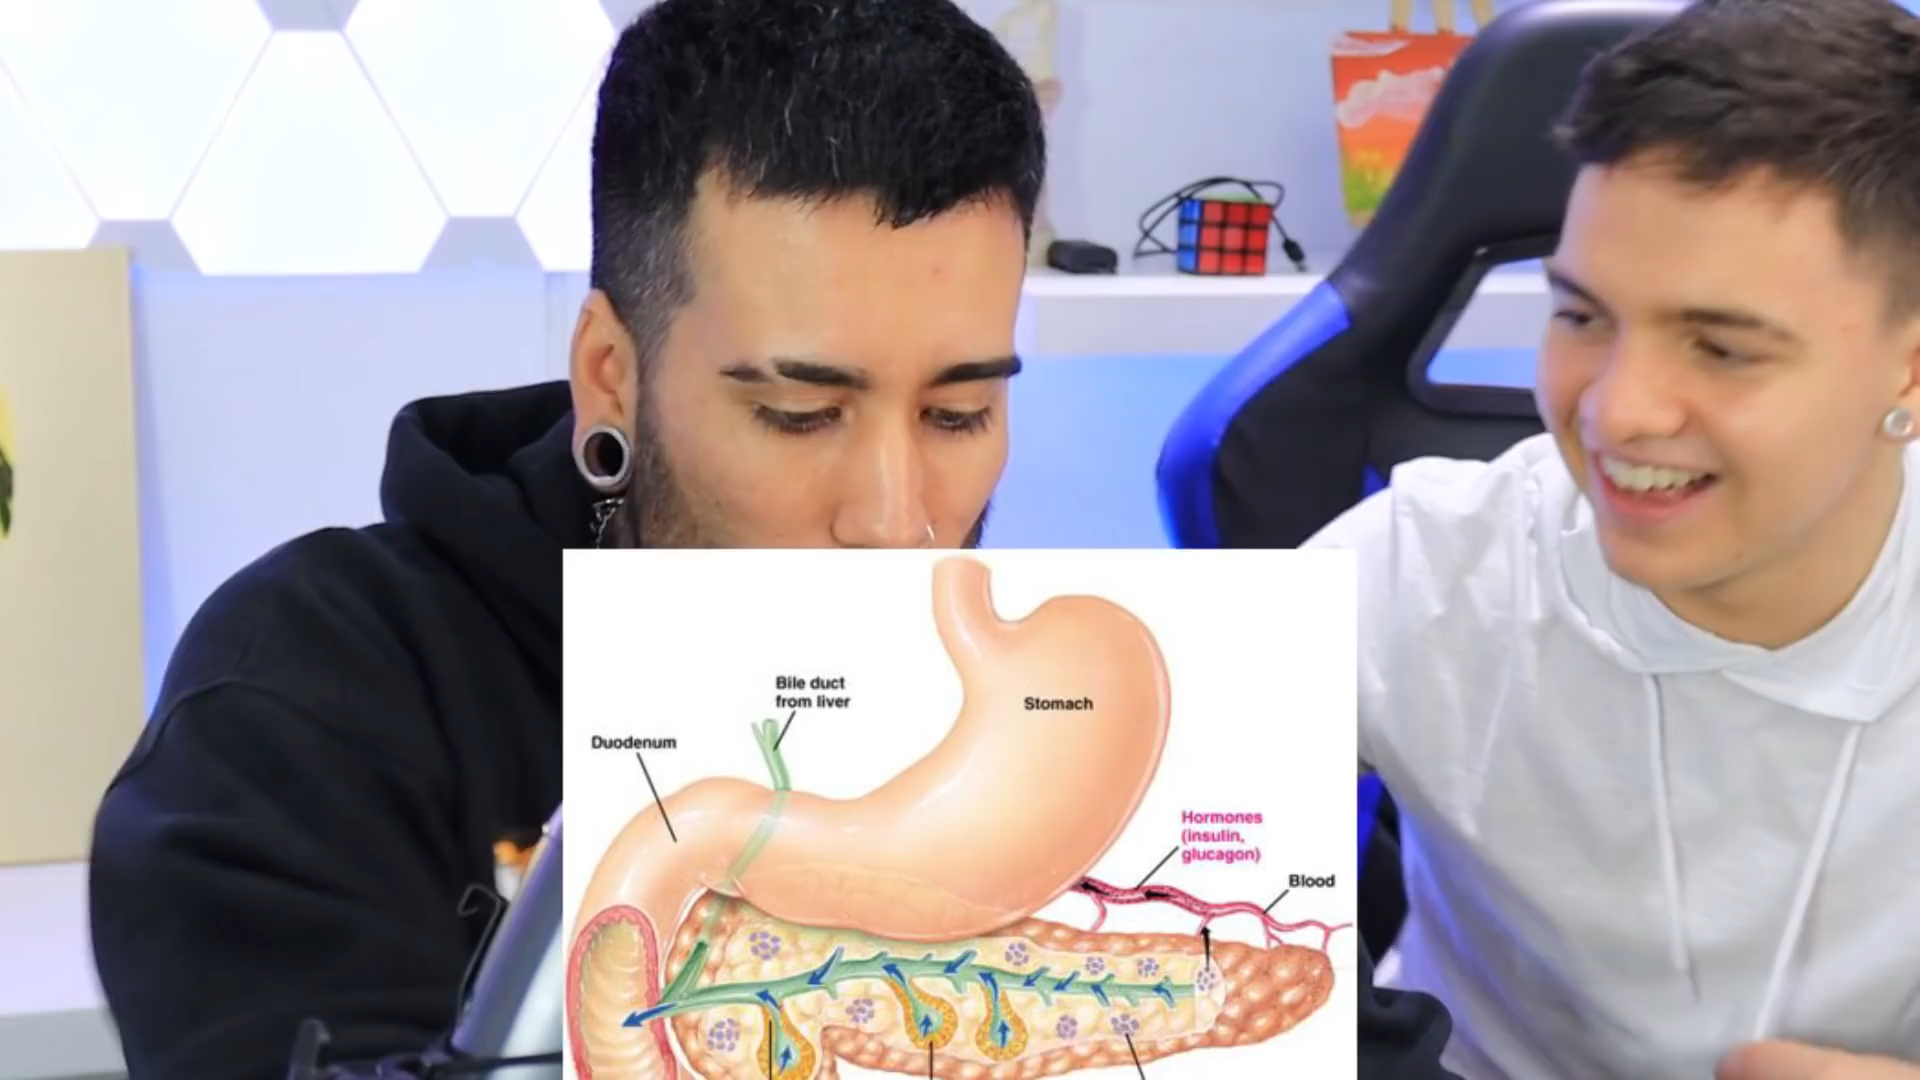 Bile duct
from liver
Stomach
Duodenum
Hormones
(insulin,
glucagon)
Blood